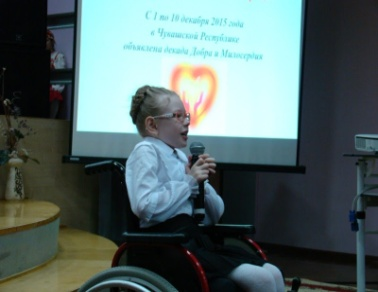 С 1 по 10 декабря 2015 года
в Чувашской Республике
объявлена декада Добра и Милосердия